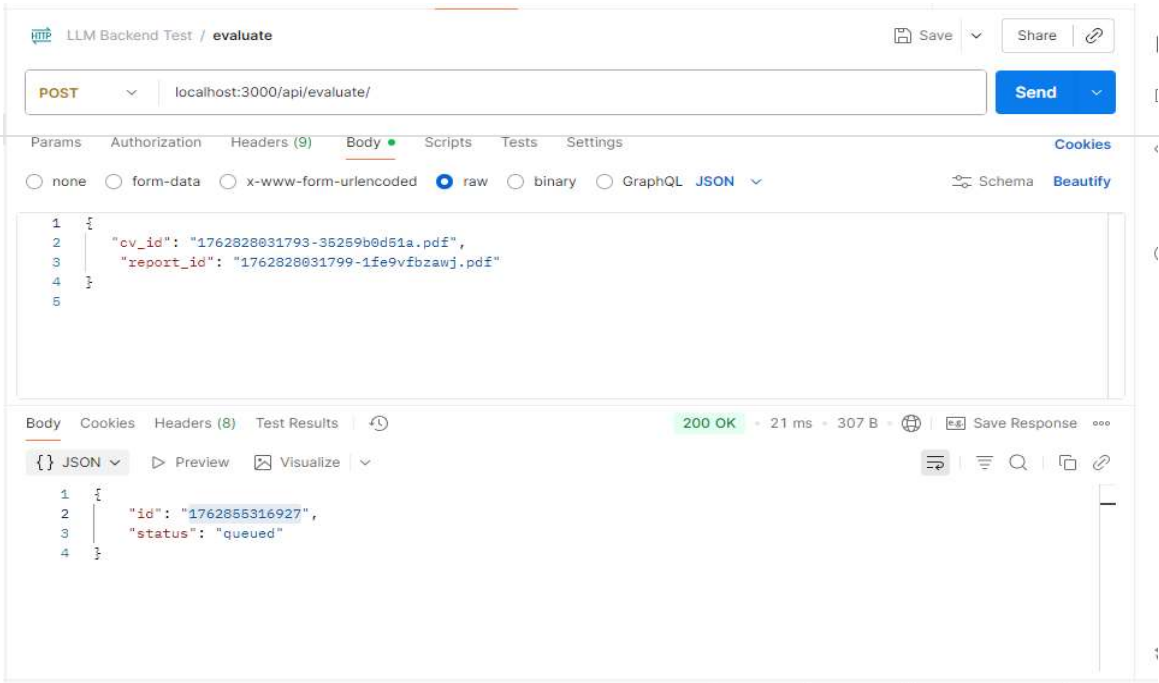 HTTP LLM Backend Test / evaluate Save Share
POST localhost:3000/api/evaluate/ Send
Params Authorization Headers (9) Body Scripts Tests Settings Cookies
none form-data x-www-form-urlencoded raw binary GraphQL JSON Schema Beautify
1 {
2 "cv_id": "1762828031793-35259b0d51a.pdf",
3 "report_id": "1762828031799-1fe9vfbzawj.pdf"
4 }
5
Body Cookies Headers (8) Test Results 200 OK 21 ms 307 B e.g. Save Response
{} JSON Preview Visualize
1 {
2 "id": "1762855316927",
3 "status": "queued"
4 }